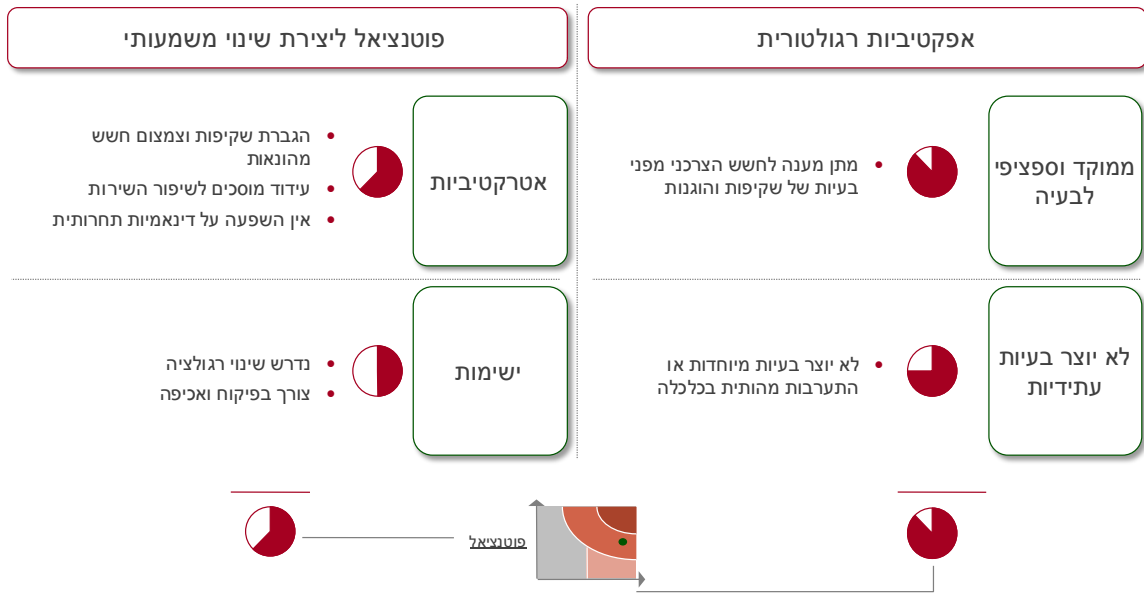 אפקטיביות רגולטורית
ממוקד וספציפי
לבעיה
מתן מענה לחשש הצרכני מפני
בעיות של שקיפות והוגנות
לא יוצר בעיות
עתידיות
לא יוצר בעיות מיוחדות או
התערבות מהותית בכלכלה
פוטנציאל ליצירת שינוי משמעותי
אטרקטיביות
הגברת שקיפות וצמצום חשש
מהונאות
עידוד מוסכים לשיפור השירות
אין השפעה על דינאמיות תחרותית
ישימות
נדרש שינוי רגולציה
צורך בפיקוח ואכיפה
פוטנציאל